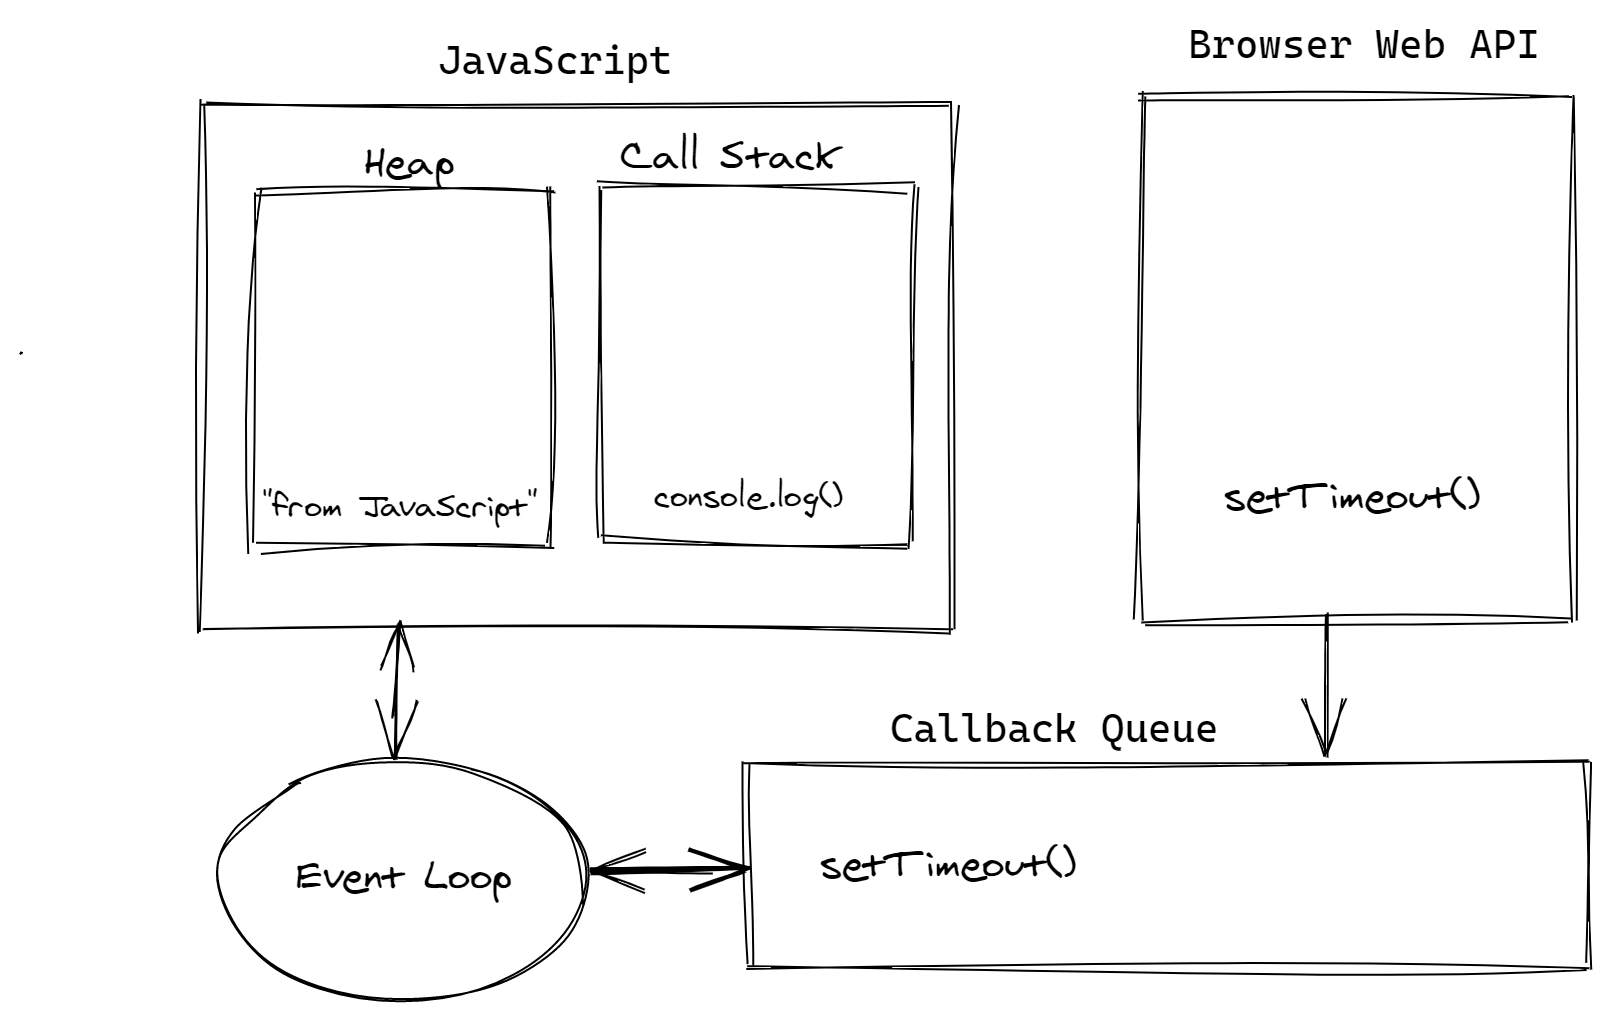 JavaScript
Browser Web API
Heap
Call Stack
"from JavaScript"
console.log()
setTimeout()
Callback Queue
Event Loop
setTimeout()